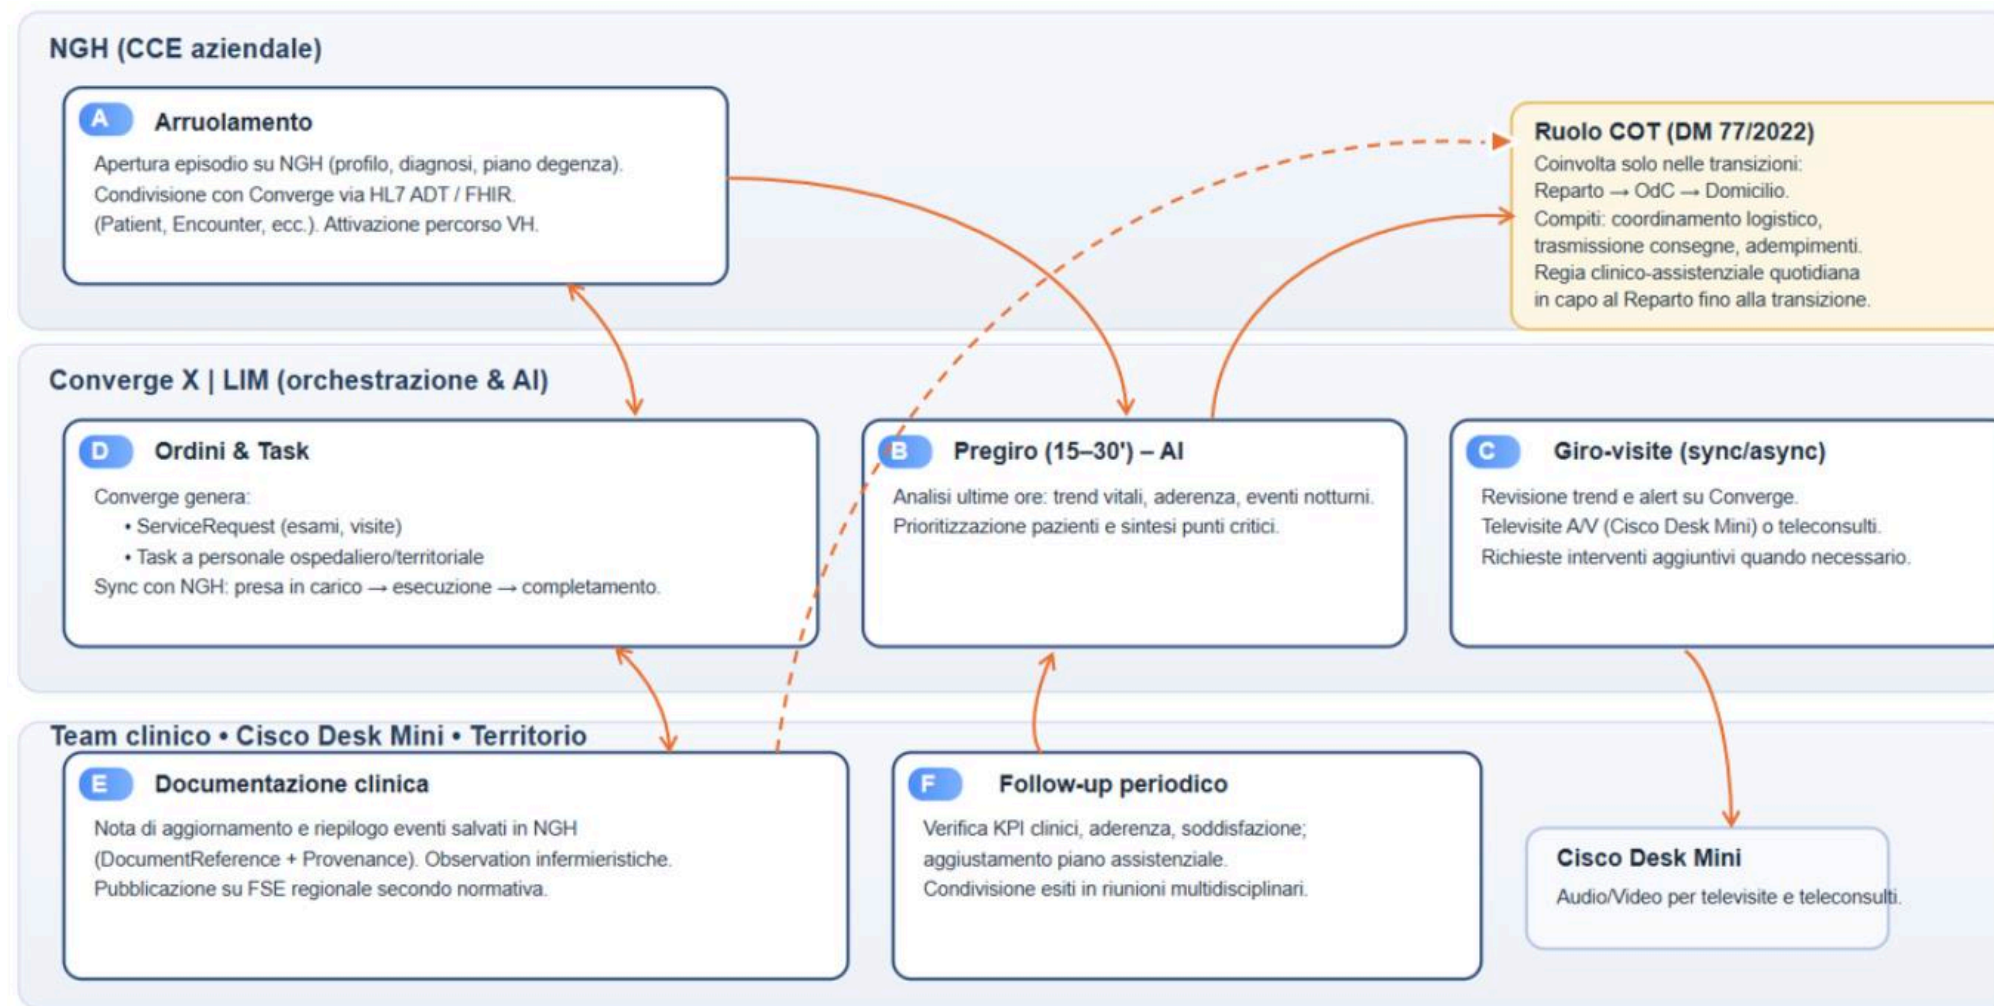 NGH (CCE aziendale)
A Arruolamento
Apertura episodio su NGH (profilo, diagnosi, piano degenza).
Condivisione con Converge via HL7 ADT / FHIR.
(Patient, Encounter, ecc.). Attivazione percorso VH.
Ruolo COT (DM 77/2022)
Coinvolta solo nelle transizioni:
Reparto → OdC → Domicilio.
Compiti: coordinamento logistico,
trasmissione consegne, adempimenti.
Regia clinico-assistenziale quotidiana
in capo al Reparto fino alla transizione.
Converge X | LIM (orchestrazione & AI)
D Ordini & Task
Converge genera:
• ServiceRequest (esami, visite)
• Task a personale ospedaliero/territoriale
Sync con NGH: presa in carico → esecuzione → completamento.
B Pregiro (15–30') – AI
Analisi ultime ore: trend vitali, aderenza, eventi notturni.
Prioritizzazione pazienti e sintesi punti critici.
C Giro-visite (sync/async)
Revisione trend e alert su Converge.
Televisite A/V (Cisco Desk Mini) o teleconsulti.
Richieste interventi aggiuntivi quando necessario.
Team clinico • Cisco Desk Mini • Territorio
E Documentazione clinica
Nota di aggiornamento e riepilogo eventi salvati in NGH
(DocumentReference + Provenance). Observation infermieristiche.
Pubblicazione su FSE regionale secondo normativa.
F Follow-up periodico
Verifica KPI clinici, aderenza, soddisfazione;
aggiustamento piano assistenziale.
Condivisione esiti in riunioni multidisciplinari.
Cisco Desk Mini
Audio/Video per televisite e teleconsulti.